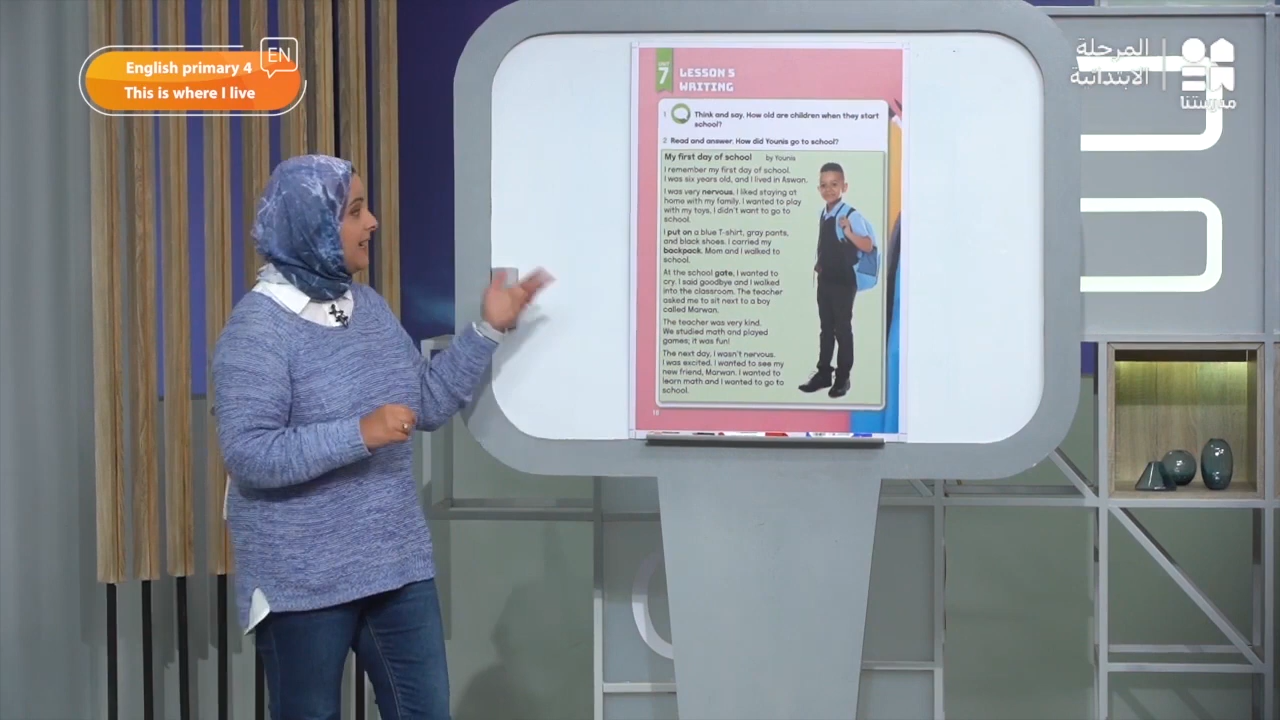 English primary 4
EN
This is where I live
المرحلة
الابتدائية
مدرستنا
UNIT
7
LESSON 5
WRITING
1 Think and say. How old are children when they start
school?
2 Read and answer. How did Younis go to school?
My first day of school by Younis
I remember my first day of school.
I was six years old, and I lived in Aswan.
I was very nervous. I liked staying at
home with my family. I wanted to play
with my toys, I didn't want to go to
school.
I put on a blue T-shirt, gray pants,
and black shoes. I carried my
backpack. Mom and I walked to
school.
At the school gate, I wanted to
cry. I said goodbye and I walked
into the classroom. The teacher
asked me to sit next to a boy
called Marwan.
The teacher was very kind.
We studied math and played
games; it was fun!
The next day, I wasn't nervous.
I was excited. I wanted to see my
new friend, Marwan. I wanted to
learn math and I wanted to go to
school.